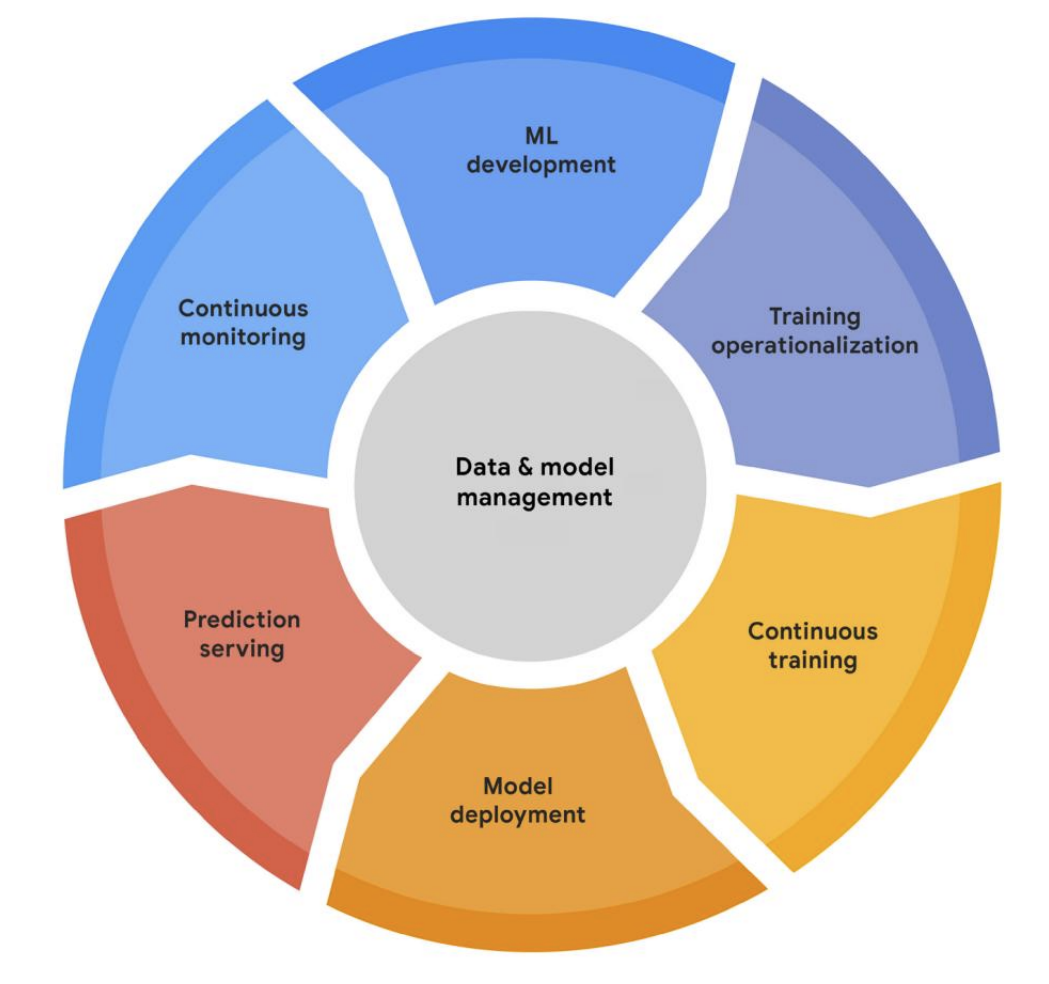 ML
development
Training
operationalization
Continuous
training
Model
deployment
Prediction
serving
Continuous
monitoring
Data & model
management